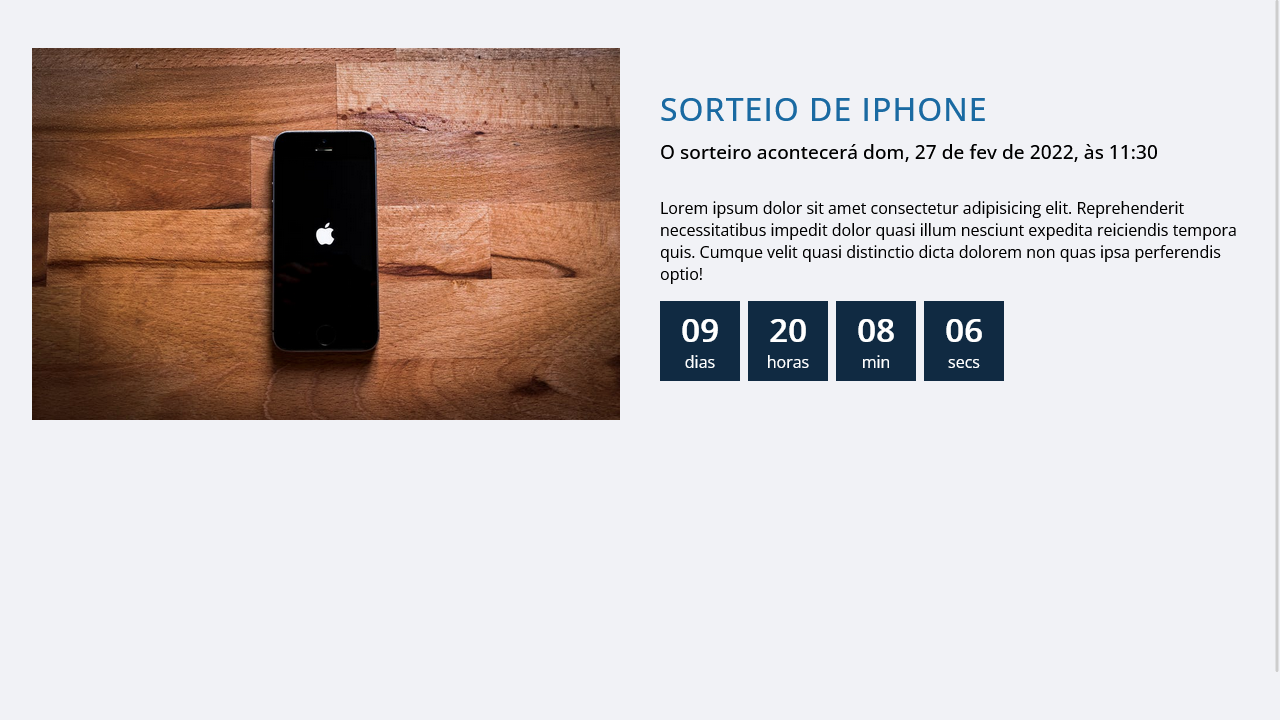 SORTEIO DE IPHONE
O sorteiro acontecerá dom, 27 de fev de 2022, às 11:30
Lorem ipsum dolor sit amet consectetur adipisicing elit. Reprehenderit
necessitatibus impedit dolor quasi illum nesciunt expedita reiciendis tempora
quis. Cumque velit quasi distinctio dicta dolorem non quas ipsa perferendis
optio!
09 20 08 06
dias horas min secs